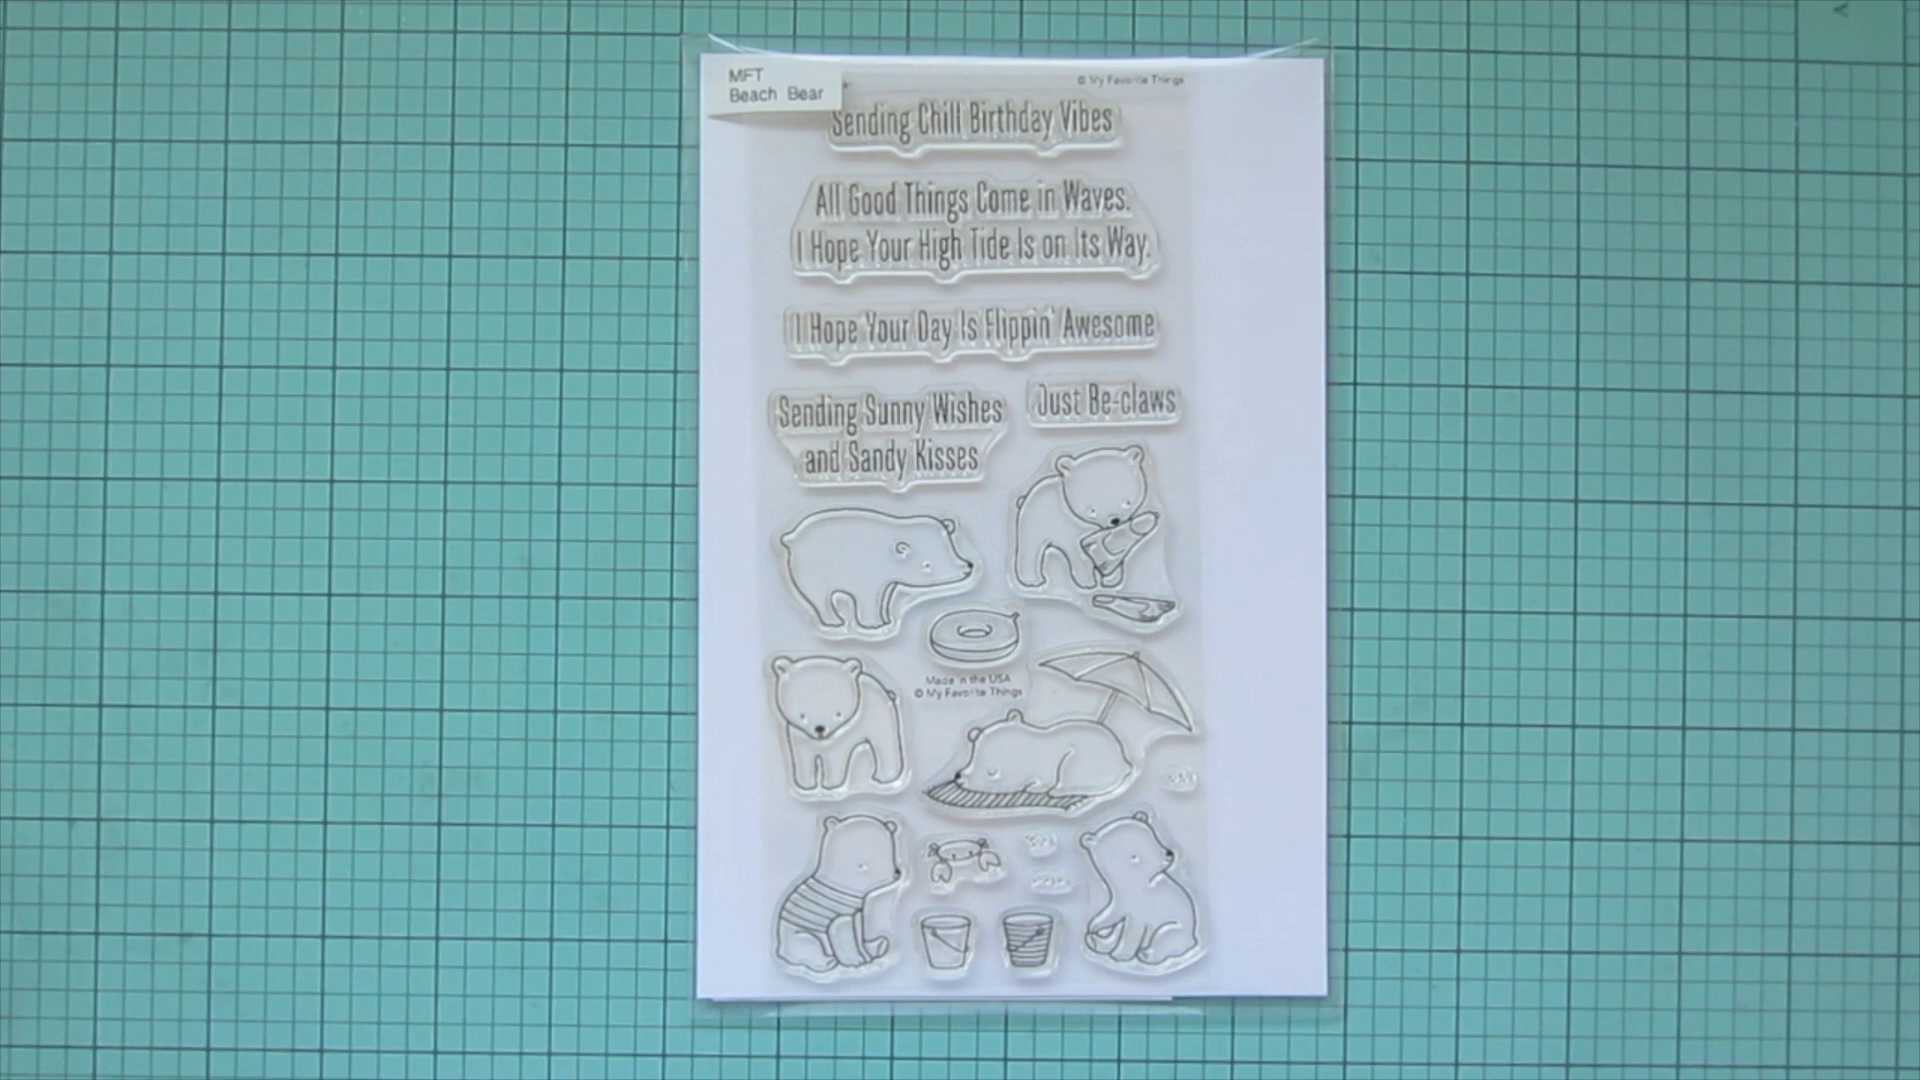 MFT
Beach Bear
© My Favorite Things
Sending Chill Birthday Vibes
All Good Things Come in Waves.
I Hope Your High Tide Is on Its Way.
I Hope Your Day Is Flippin' Awesome
Sending Sunny Wishes
and Sandy Kisses
Just Be-claws
Made in the USA
© My Favorite Things